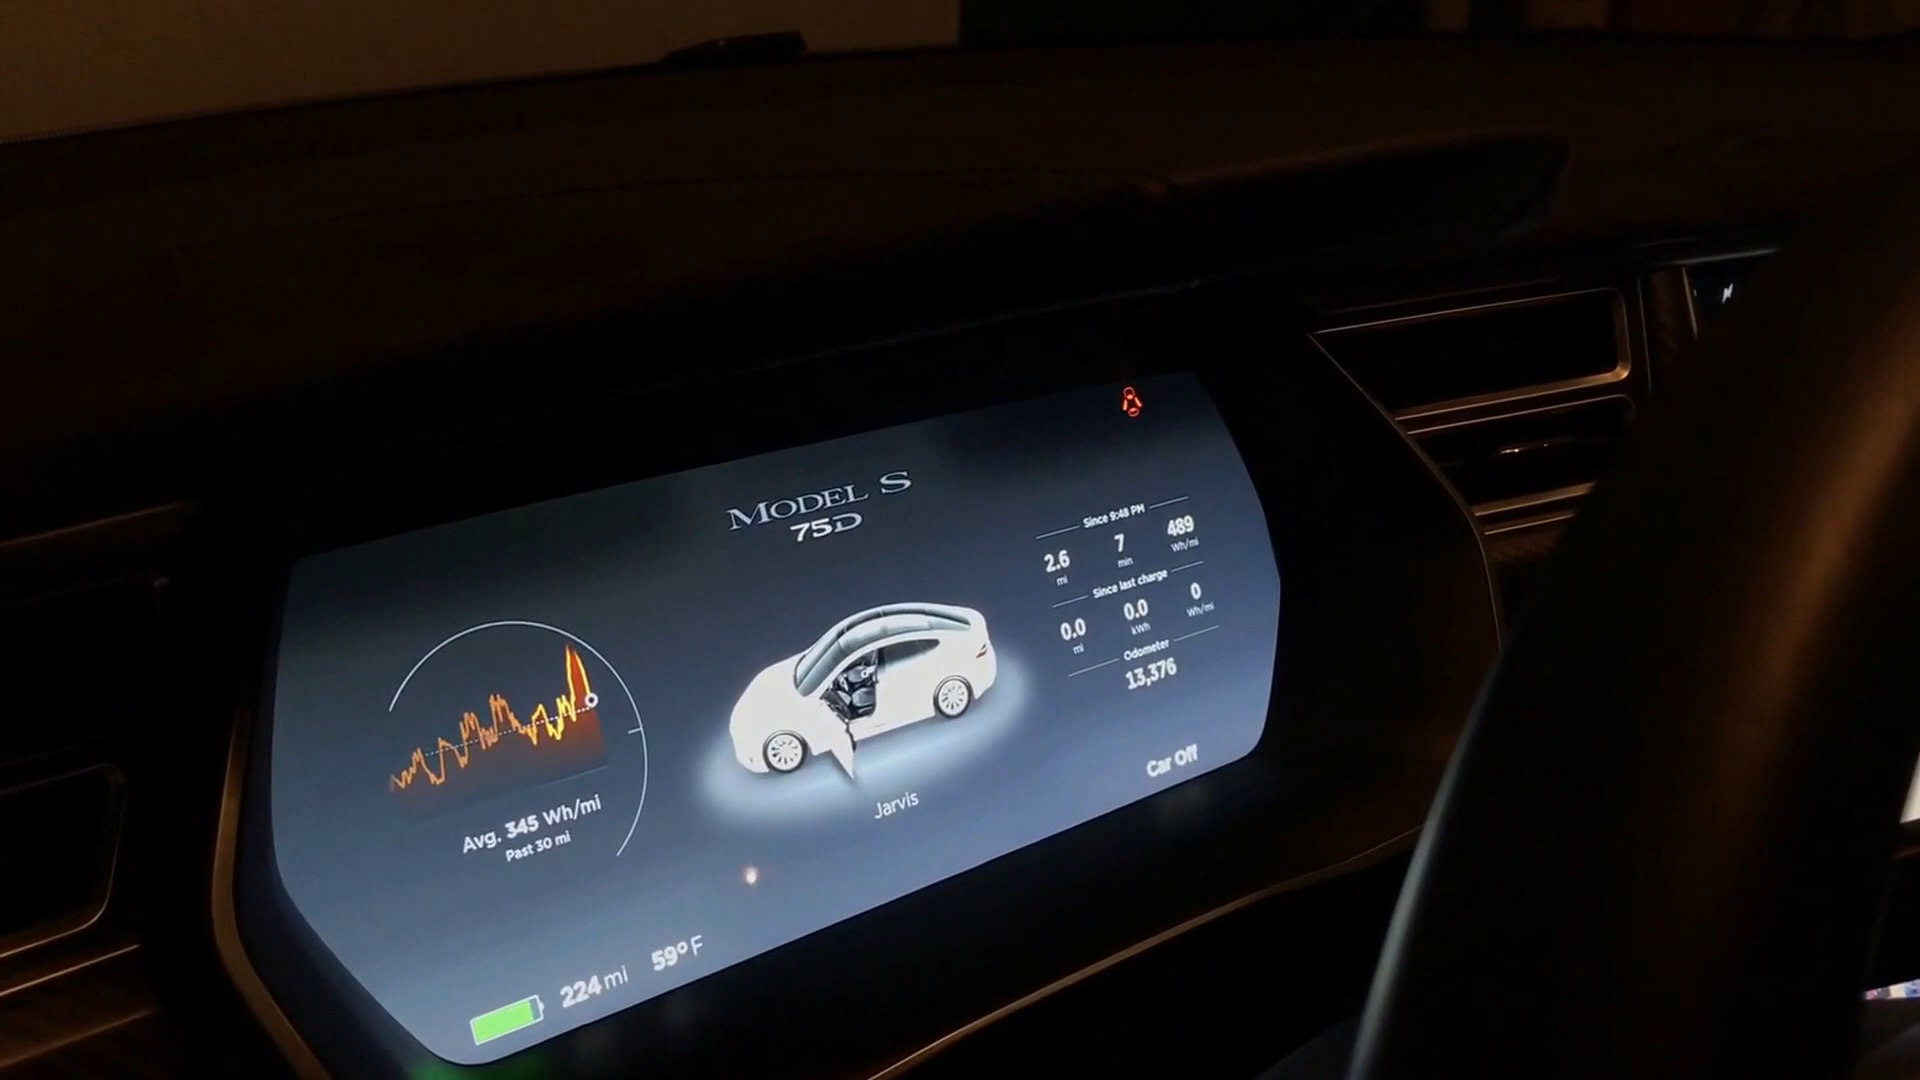 MODEL S
75D
Since 9:48 PM
2.6 7 489
mi min Wh/mi
Since last charge
0.0 0.0 0
mi kWh Wh/mi
Odometer
13,376
Avg. 345 Wh/mi
Past 30 mi
Jarvis
Car Off
224 mi 59°F